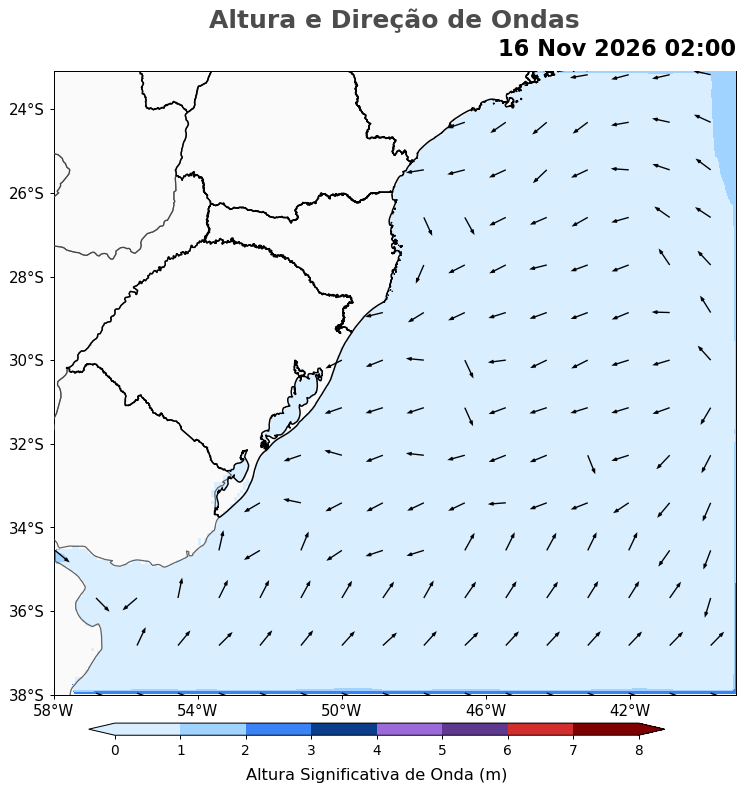 Altura e Direção de Ondas
16 Nov 2026 02:00
24°S
26°S
28°S
30°S
32°S
34°S
36°S
38°S
58°W 54°W 50°W 46°W 42°W
0 1 2 3 4 5 6 7 8
Altura Significativa de Onda (m)